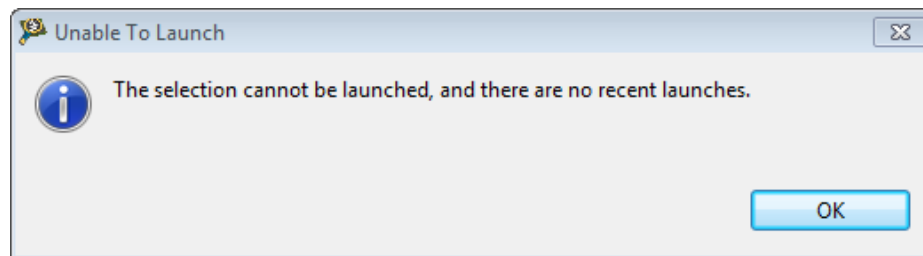 Unable To Launch
The selection cannot be launched, and there are no recent launches.
OK